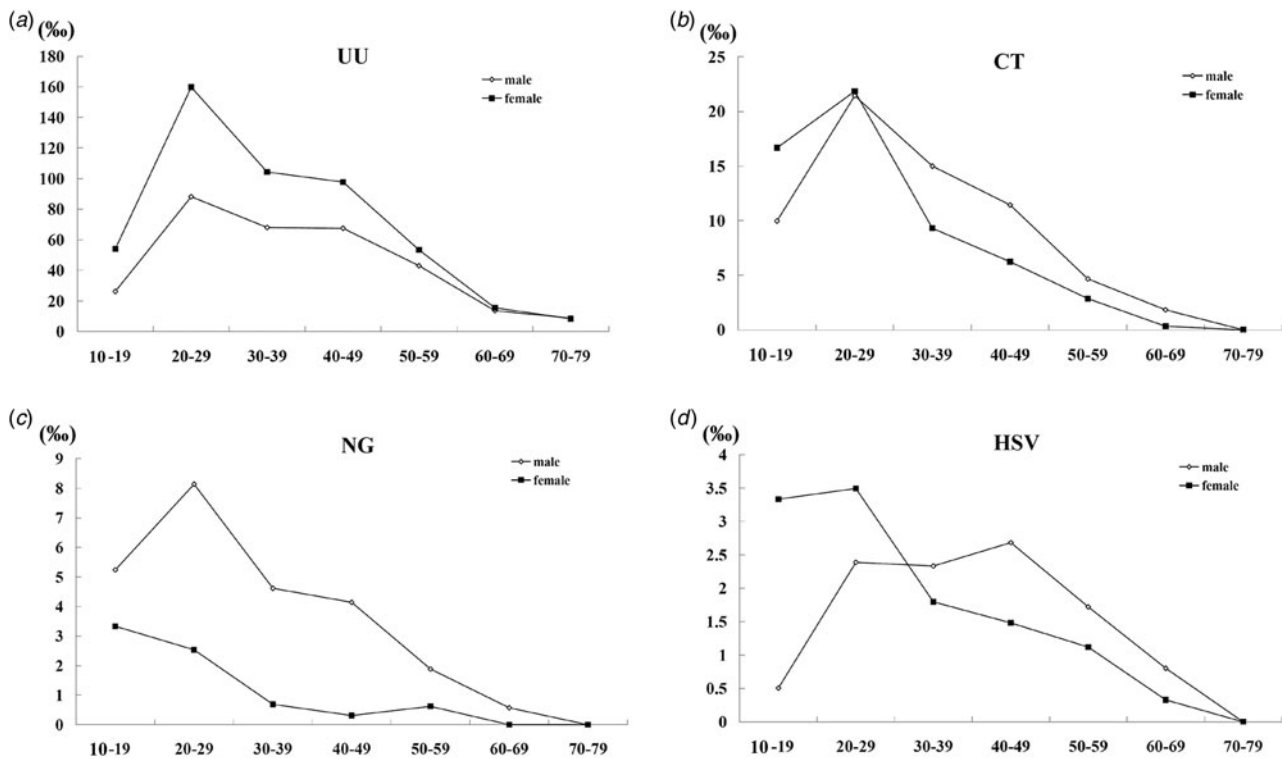 (a)
(‰)
UU
male
female
180
160
140
120
100
80
60
40
20
0
10-19 20-29 30-39 40-49 50-59 60-69 70-79
(b)
(‰)
CT
male
female
25
20
15
10
5
0
10-19 20-29 30-39 40-49 50-59 60-69 70-79
(c)
(‰)
NG
male
female
9
8
7
6
5
4
3
2
1
0
10-19 20-29 30-39 40-49 50-59 60-69 70-79
(d)
(‰)
HSV
male
female
4
3.5
3
2.5
2
1.5
1
0.5
0
10-19 20-29 30-39 40-49 50-59 60-69 70-79